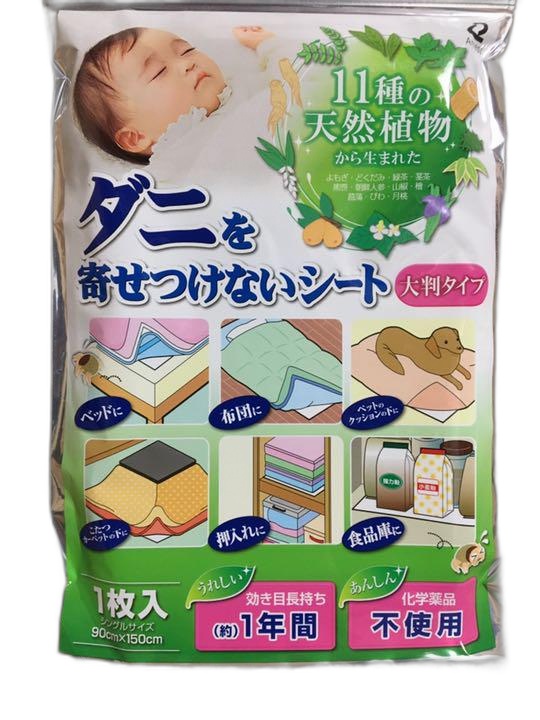 11種の
天然植物
から生まれた
よもぎ・どくだみ・緑茶・茎茶
黒樫・朝鮮人参・山椒・檜
菖蒲・びわ・月桃
ダニを
寄せつけないシート
大判タイプ
ベッドに
布団に
ペットの
クッションの下に
こたつ
カーペットの下に
押入れに
強力粉
小麦粉
食品庫に
1枚入
シングルサイズ
90cm×150cm
うれしい
効き目長持ち
(約)1年間
あんしん
化学薬品
不使用